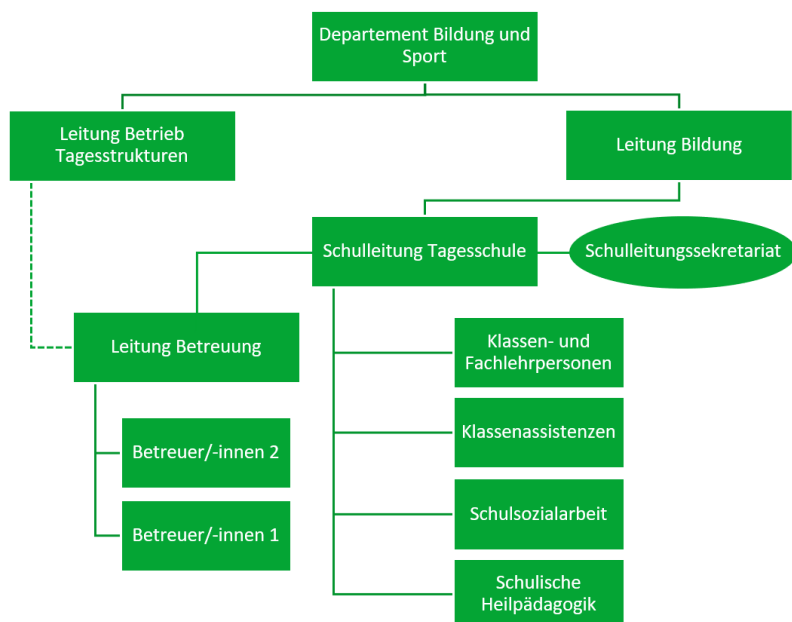 Departement Bildung und
Sport
Leitung Betrieb
Tagesstrukturen
Leitung Bildung
Schulleitung Tagesschule
Schulleitungssekretariat
Leitung Betreuung
Klassen- und
Fachlehrpersonen
Klassenassistenzen
Betreuer/-innen 2
Schulsozialarbeit
Betreuer/-innen 1
Schulische
Heilpädagogik